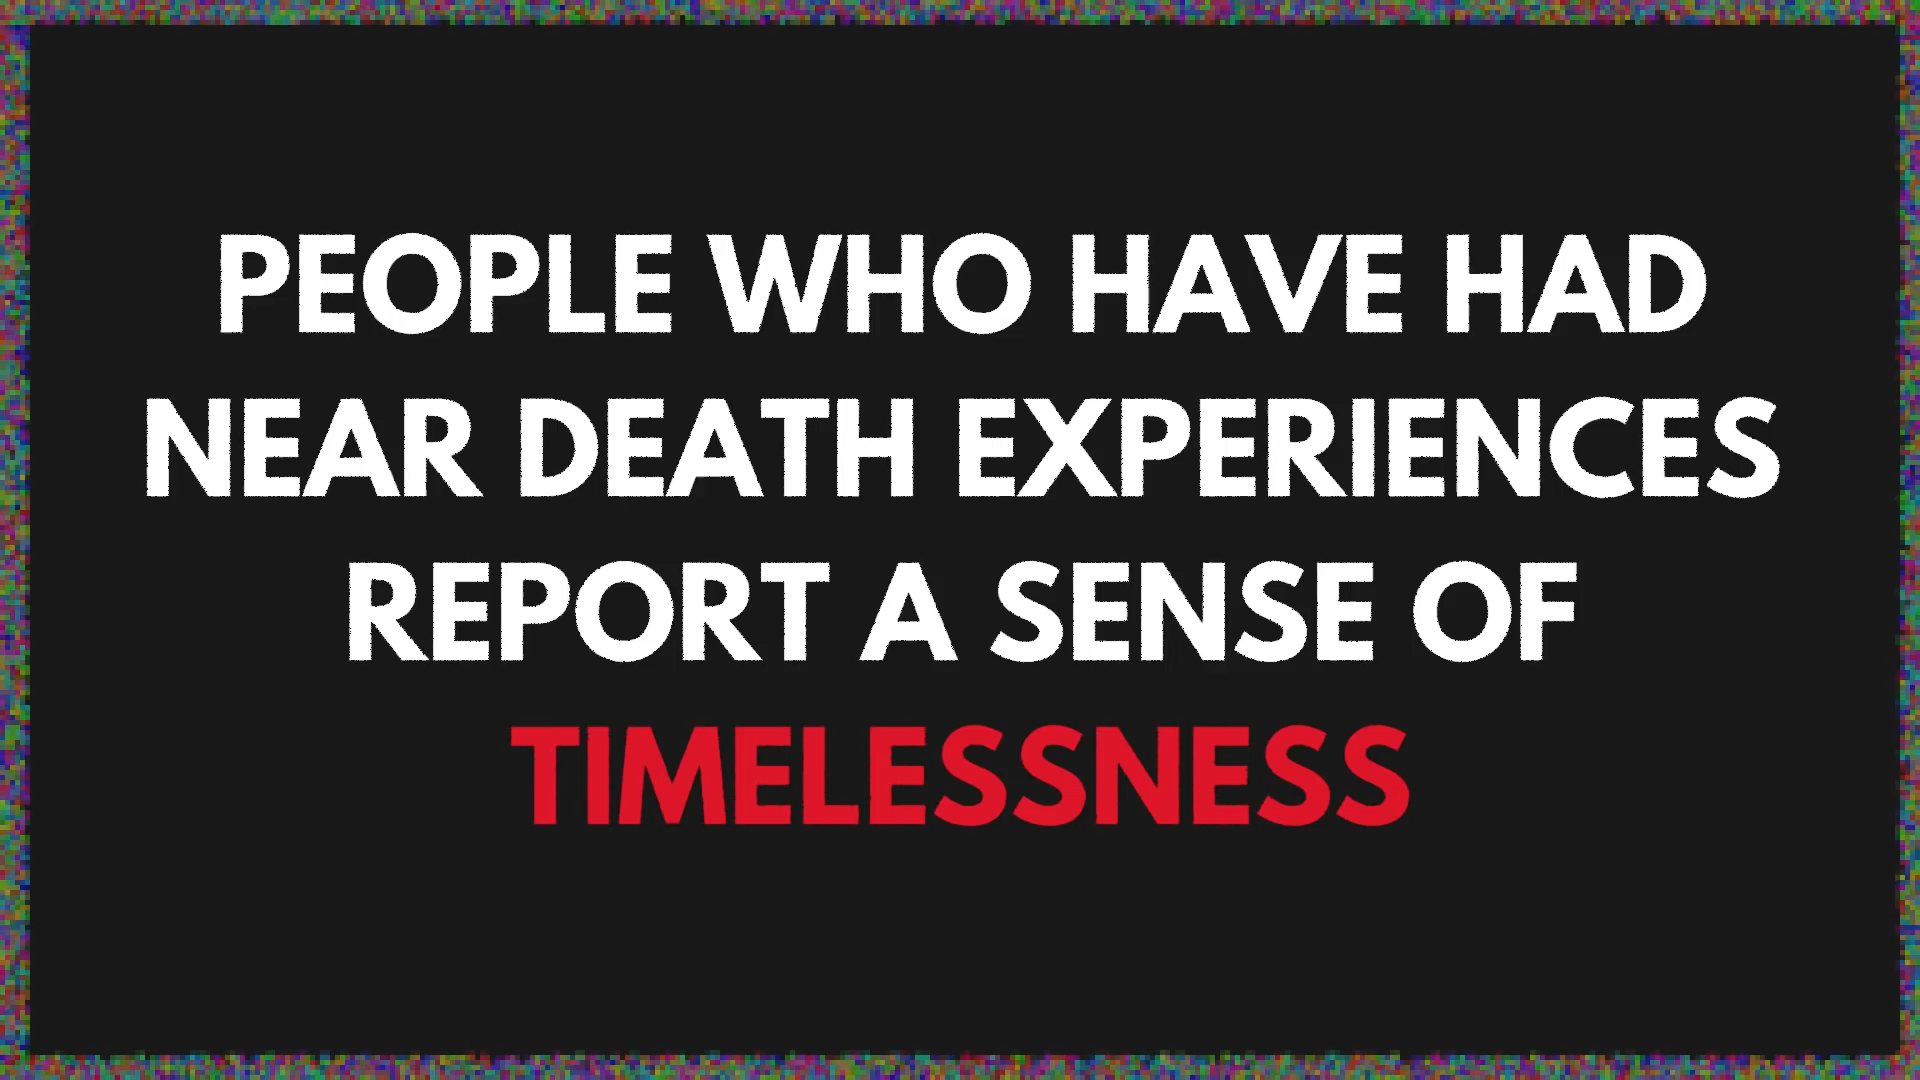 PEOPLE WHO HAVE HAD
NEAR DEATH EXPERIENCES
REPORT A SENSE OF
TIMELESSNESS